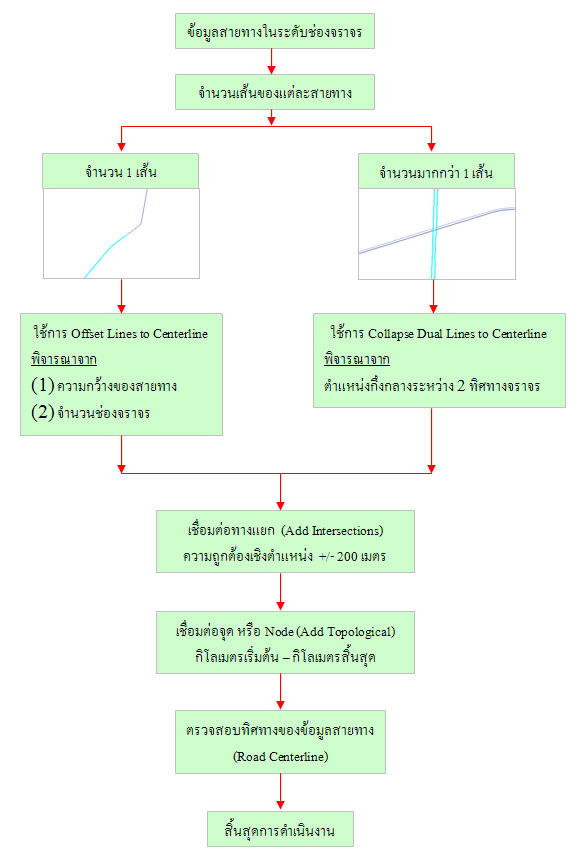 ข้อมูลสายทางในระดับช่องจราจร
จำนวนเส้นของแต่ละสายทาง
จำนวน 1 เส้น
จำนวนมากกว่า 1 เส้น
ใช้การ Offset Lines to Centerline
พิจารณาจาก
(1) ความกว้างของสายทาง
(2) จำนวนช่องจราจร
ใช้การ Collapse Dual Lines to Centerline
พิจารณาจาก
ตำแหน่งกึ่งกลางระหว่าง 2 ทิศทางจราจร
เชื่อมต่อทางแยก (Add Intersections)
ความถูกต้องเชิงตำแหน่ง +/- 200 เมตร
เชื่อมต่อจุด หรือ Node (Add Topological)
กิโลเมตรเริ่มต้น – กิโลเมตรสิ้นสุด
ตรวจสอบทิศทางของข้อมูลสายทาง
(Road Centerline)
สิ้นสุดการดำเนินงาน